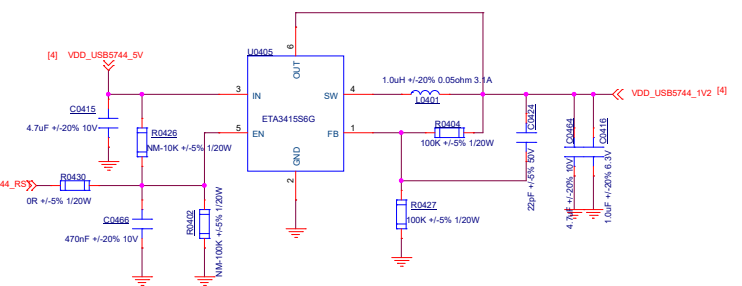 [4] VDD_USB5744_5V
U0405
6
OUT
3
IN
SW
4
1.0uH +/-20% 0.05ohm 3.1A
L0401
VDD_USB5744_1V2 [4]
C0415
4.7uF +/-20% 10V
R0426
NM-10K +/-5% 1/20W
5
EN
ETA3415S6G
FB
1
R0404
100K +/-5% 1/20W
C0424
22pF +/-5% 50V
C0464
4.7uF +/-20% 10V
C0416
1.0uF +/-20% 6.3V
GND
2
44_RST
R0430
0R +/-5% 1/20W
C0466
470nF +/-20% 10V
R0402
NM-100K +/-5% 1/20W
R0427
100K +/-5% 1/20W